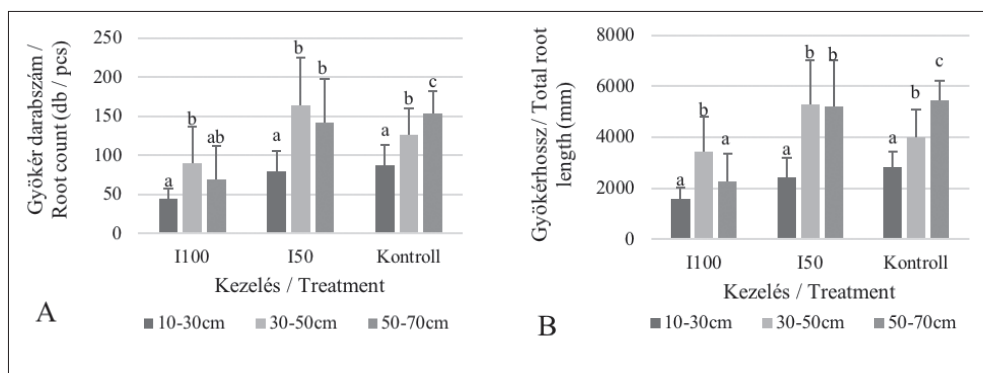 Gyökér darabszám /
Root count (db / pcs)
250
200
150
100
50
0
a
b
ab
a
b
b
a
b
c
I100
I50
Kontroll
Kezelés / Treatment
A
10-30cm
30-50cm
50-70cm
Gyökérhossz / Total root
length (mm)
8000
6000
4000
2000
0
a
b
a
a
b
b
a
b
c
I100
I50
Kontroll
Kezelés / Treatment
B
10-30cm
30-50cm
50-70cm